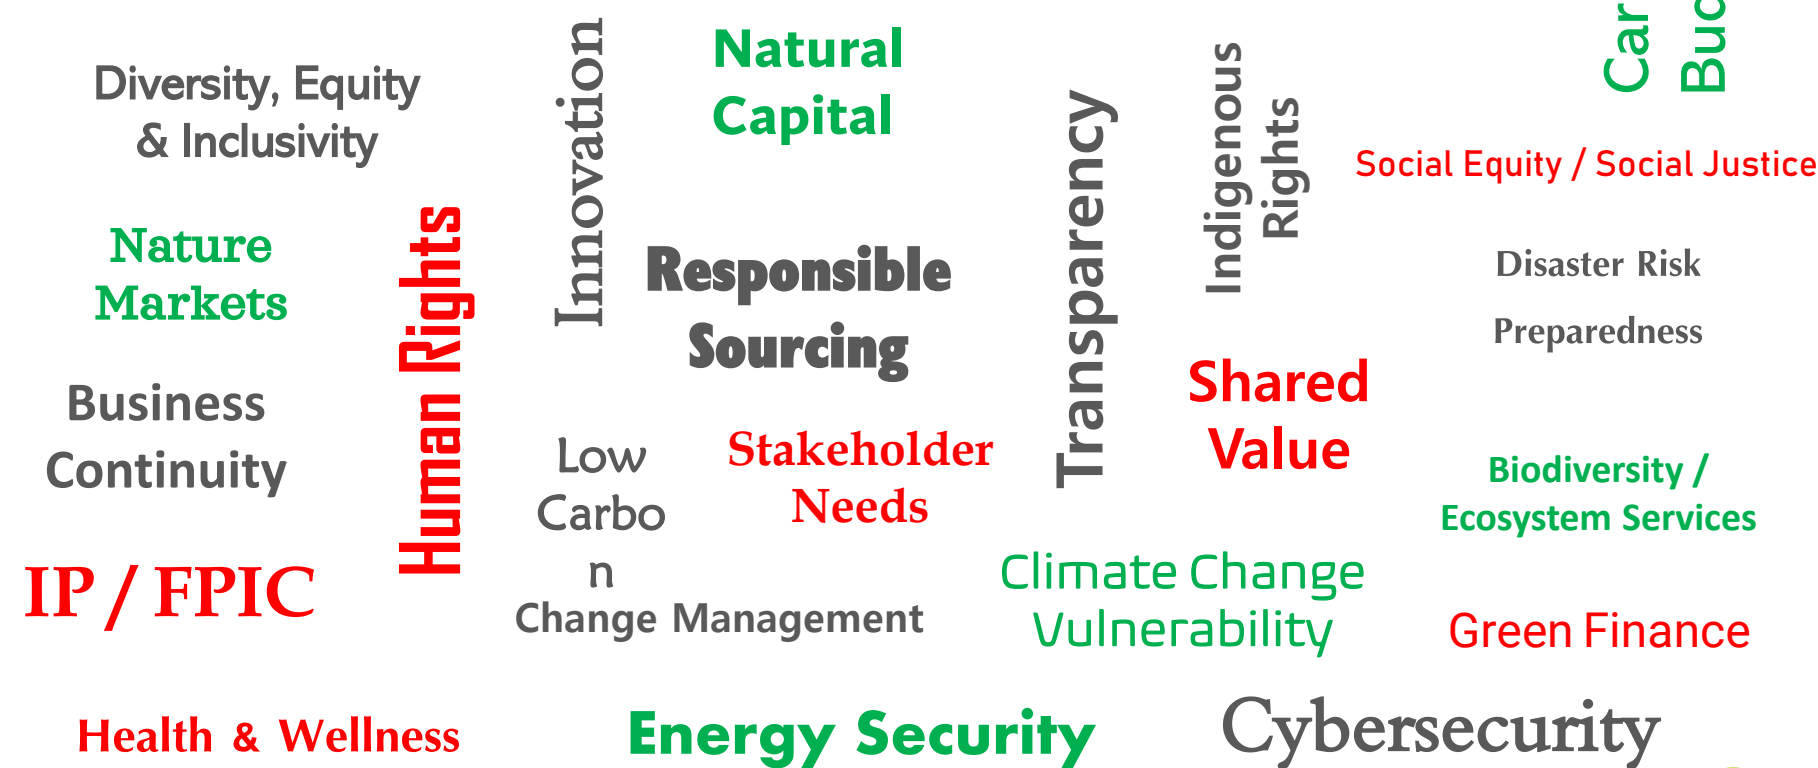 Diversity, Equity
& Inclusivity
Innovation
Natural
Capital
Transparency
Indigenous
Rights
Social Equity / Social Justice
Nature
Markets
Human Rights
Responsible
Sourcing
Disaster Risk
Preparedness
Business
Continuity
Low
Carbo
n
Stakeholder
Needs
Shared
Value
Biodiversity /
Ecosystem Services
IP / FPIC
Change Management
Climate Change
Vulnerability
Green Finance
Health & Wellness
Energy Security
Cybersecurity